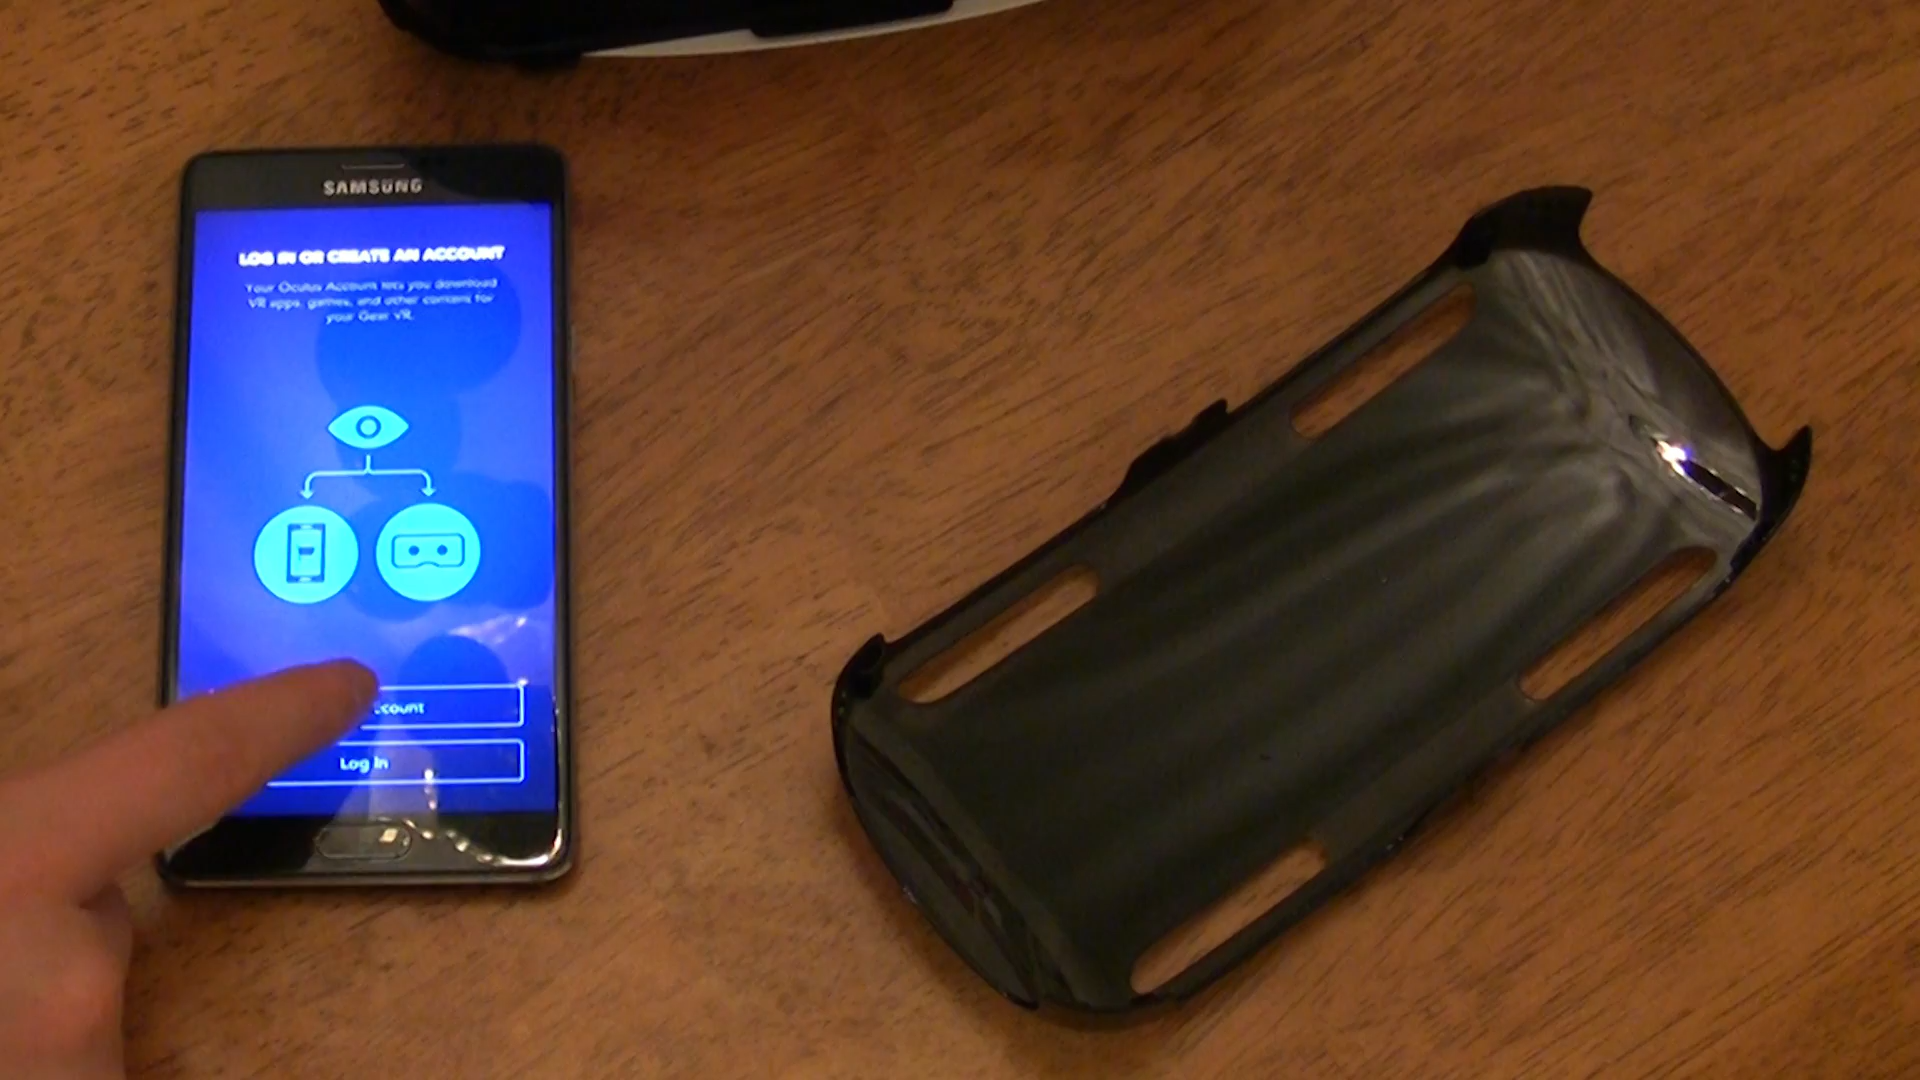 SAMSUNG
LOG IN OR CREATE AN ACCOUNT
Your Oculus Account lets you download
VR apps, games, and other content for
your Gear VR.
ccount
Log In